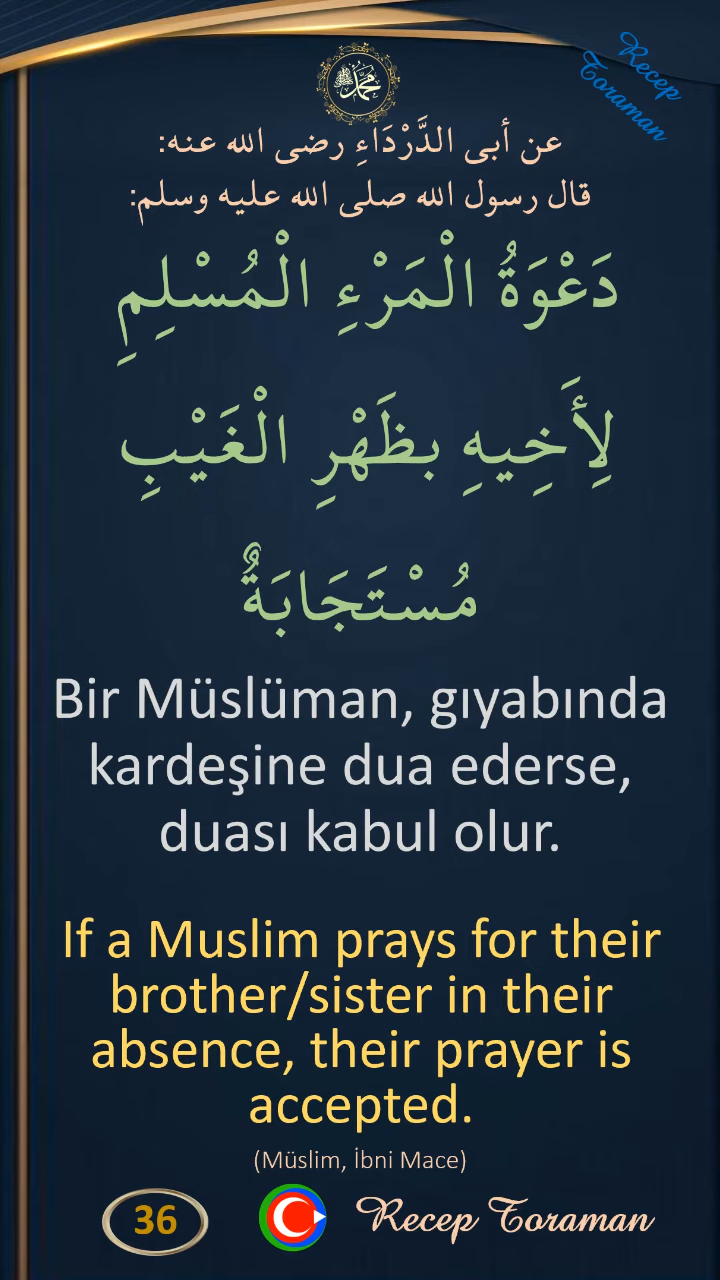 Recep
Toraman
محمد
عن أبى الدَّرْدَاءِ رضى الله عنه:
قال رسول الله صلى الله عليه وسلم:
دَعْوَةُ الْمَرْءِ الْمُسْلِمِ
لِأَخِيهِ بظَهْرِ الْغَيْبِ
مُسْتَجَابَةٌ
Bir Müslüman, gıyabında
kardeşine dua ederse,
duası kabul olur.
If a Muslim prays for their
brother/sister in their
absence, their prayer is
accepted.
(Müslim, İbni Mace)
36
Recep Toraman